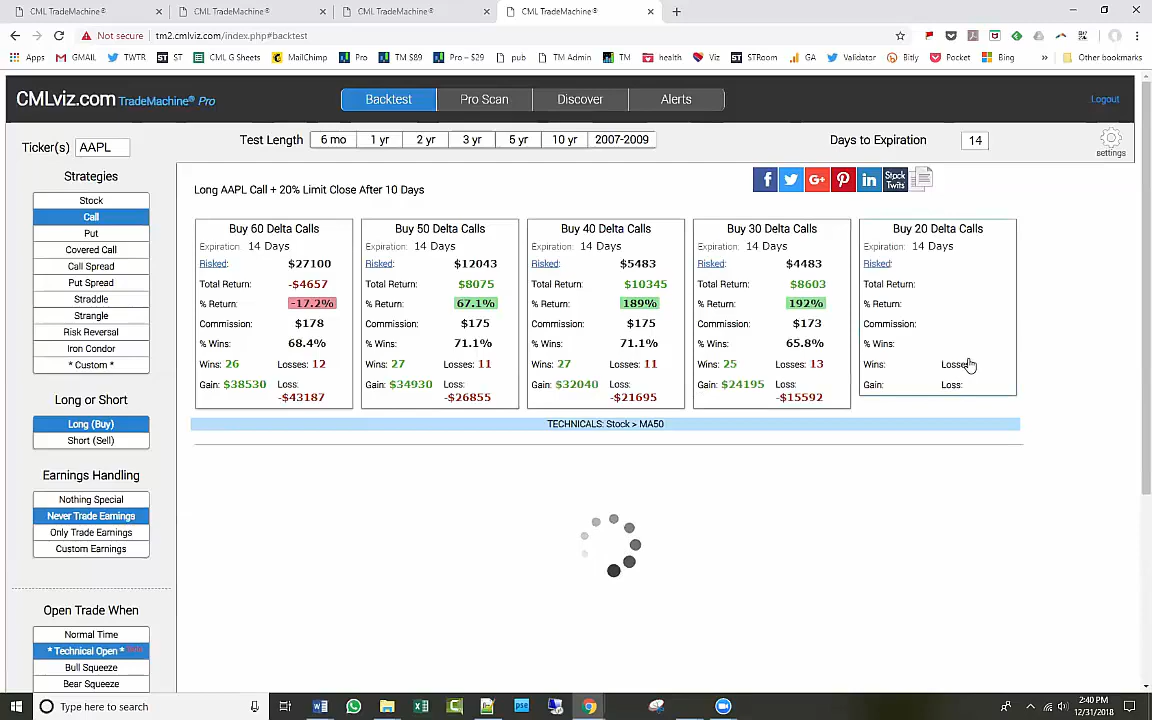 CML TradeMachine®
CML TradeMachine®
CML TradeMachine®
CML TradeMachine®
Not secure | tm2.cmlviz.com/index.php#backtest
Apps GMAIL TWTR ST CML G Sheets MailChimp Pro TM $89 Pro – $29 pub TM Admin TM health Viz STRoom GA Validator Bitly Pocket Bing » Other bookmarks
CMLviz.com TradeMachine® Pro
Backtest Pro Scan Discover Alerts
Logout
Ticker(s) AAPL
Test Length 6 mo 1 yr 2 yr 3 yr 5 yr 10 yr 2007-2009
Days to Expiration 14
settings
Strategies
Stock
Call
Put
Covered Call
Call Spread
Put Spread
Straddle
Strangle
Risk Reversal
Iron Condor
* Custom *
Long or Short
Long (Buy)
Short (Sell)
Earnings Handling
Nothing Special
Never Trade Earnings
Only Trade Earnings
Custom Earnings
Open Trade When
Normal Time
* Technical Open *
Bull Squeeze
Bear Squeeze
Long AAPL Call + 20% Limit Close After 10 Days
Stock
Twits
Buy 60 Delta Calls
Expiration: 14 Days
Risked: $27100
Total Return: -$4657
% Return: -17.2%
Commission: $178
% Wins: 68.4%
Wins: 26 Losses: 12
Gain: $38530 Loss:
-$43187
Buy 50 Delta Calls
Expiration: 14 Days
Risked: $12043
Total Return: $8075
% Return: 67.1%
Commission: $175
% Wins: 71.1%
Wins: 27 Losses: 11
Gain: $34930 Loss:
-$26855
Buy 40 Delta Calls
Expiration: 14 Days
Risked: $5483
Total Return: $10345
% Return: 189%
Commission: $175
% Wins: 71.1%
Wins: 27 Losses: 11
Gain: $32040 Loss:
-$21695
Buy 30 Delta Calls
Expiration: 14 Days
Risked: $4483
Total Return: $8603
% Return: 192%
Commission: $173
% Wins: 65.8%
Wins: 25 Losses: 13
Gain: $24195 Loss:
-$15592
Buy 20 Delta Calls
Expiration: 14 Days
Risked:
Total Return:
% Return:
Commission:
% Wins:
Wins: Losses:
Gain: Loss:
TECHNICALS: Stock > MA50
Type here to search
2:40 PM
12/31/2018